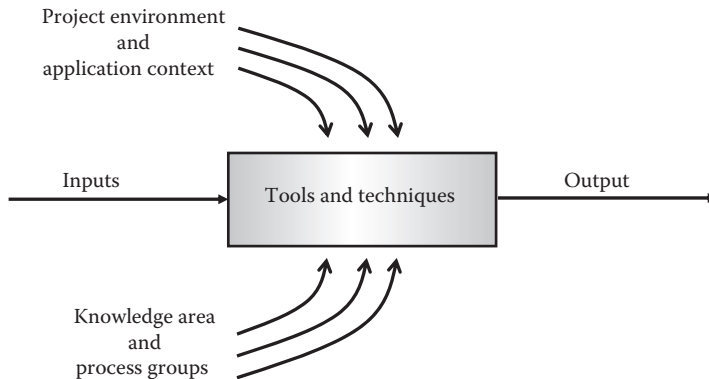 Project environment
and
application context
Inputs
Tools and techniques
Output
Knowledge area
and
process groups